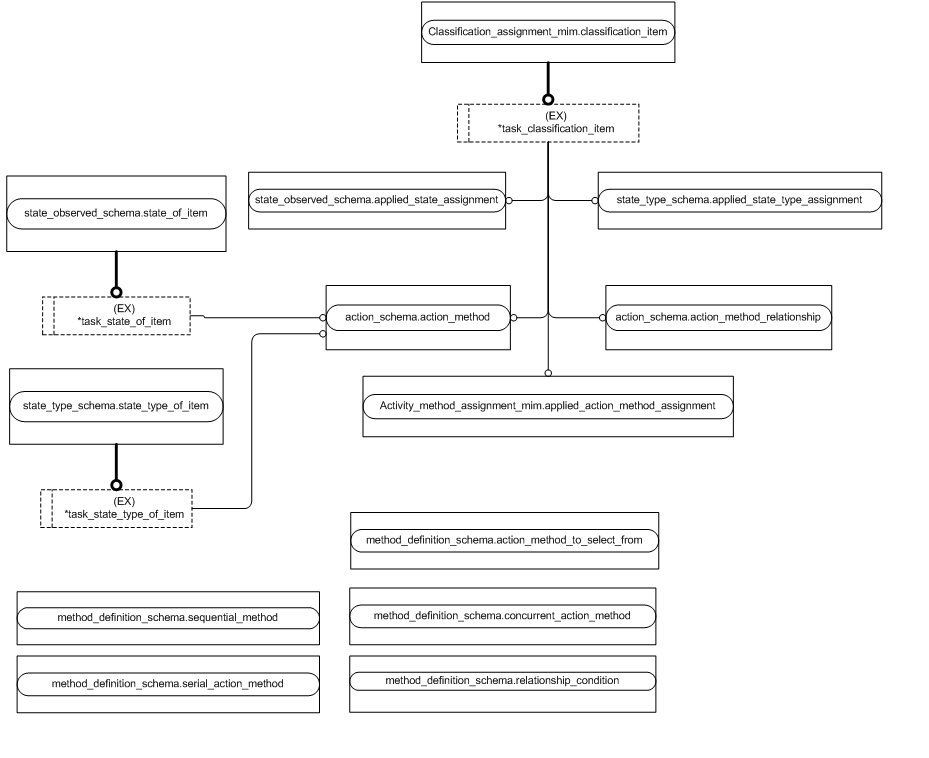 Classification_assignment_mim.classification_item
(EX)
*task_classification_item
state_observed_schema.applied_state_assignment
state_type_schema.applied_state_type_assignment
state_observed_schema.state_of_item
(EX)
*task_state_of_item
action_schema.action_method
action_schema.action_method_relationship
state_type_schema.state_type_of_item
Activity_method_assignment_mim.applied_action_method_assignment
(EX)
*task_state_type_of_item
method_definition_schema.action_method_to_select_from
method_definition_schema.sequential_method
method_definition_schema.concurrent_action_method
method_definition_schema.serial_action_method
method_definition_schema.relationship_condition